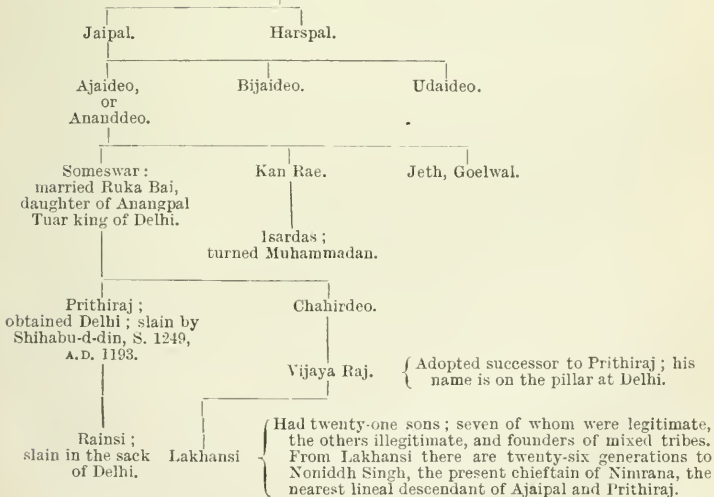 Jaipal. Harspal.
Ajaideo, Bijaideo. Udaideo.
or
Ananddeo.
Someswar : Kan Rae. Jeth, Goelwal.
married Ruka Bai,
daughter of Anangpal
Tuar king of Delhi.
Isardas ;
turned Muhammadan.
Prithiraj ; Chahirdeo.
obtained Delhi ; slain by
Shihabu-d-din, S. 1249,
A.D. 1193.
Vijaya Raj. { Adopted successor to Prithiraj ; his
name is on the pillar at Delhi.
Rainsi ;
slain in the sack
of Delhi.
Lakhansi { Had twenty-one sons ; seven of whom were legitimate,
the others illegitimate, and founders of mixed tribes.
From Lakhansi there are twenty-six generations to
Noniddh Singh, the present chieftain of Nimrana, the
nearest lineal descendant of Ajaipal and Prithiraj.